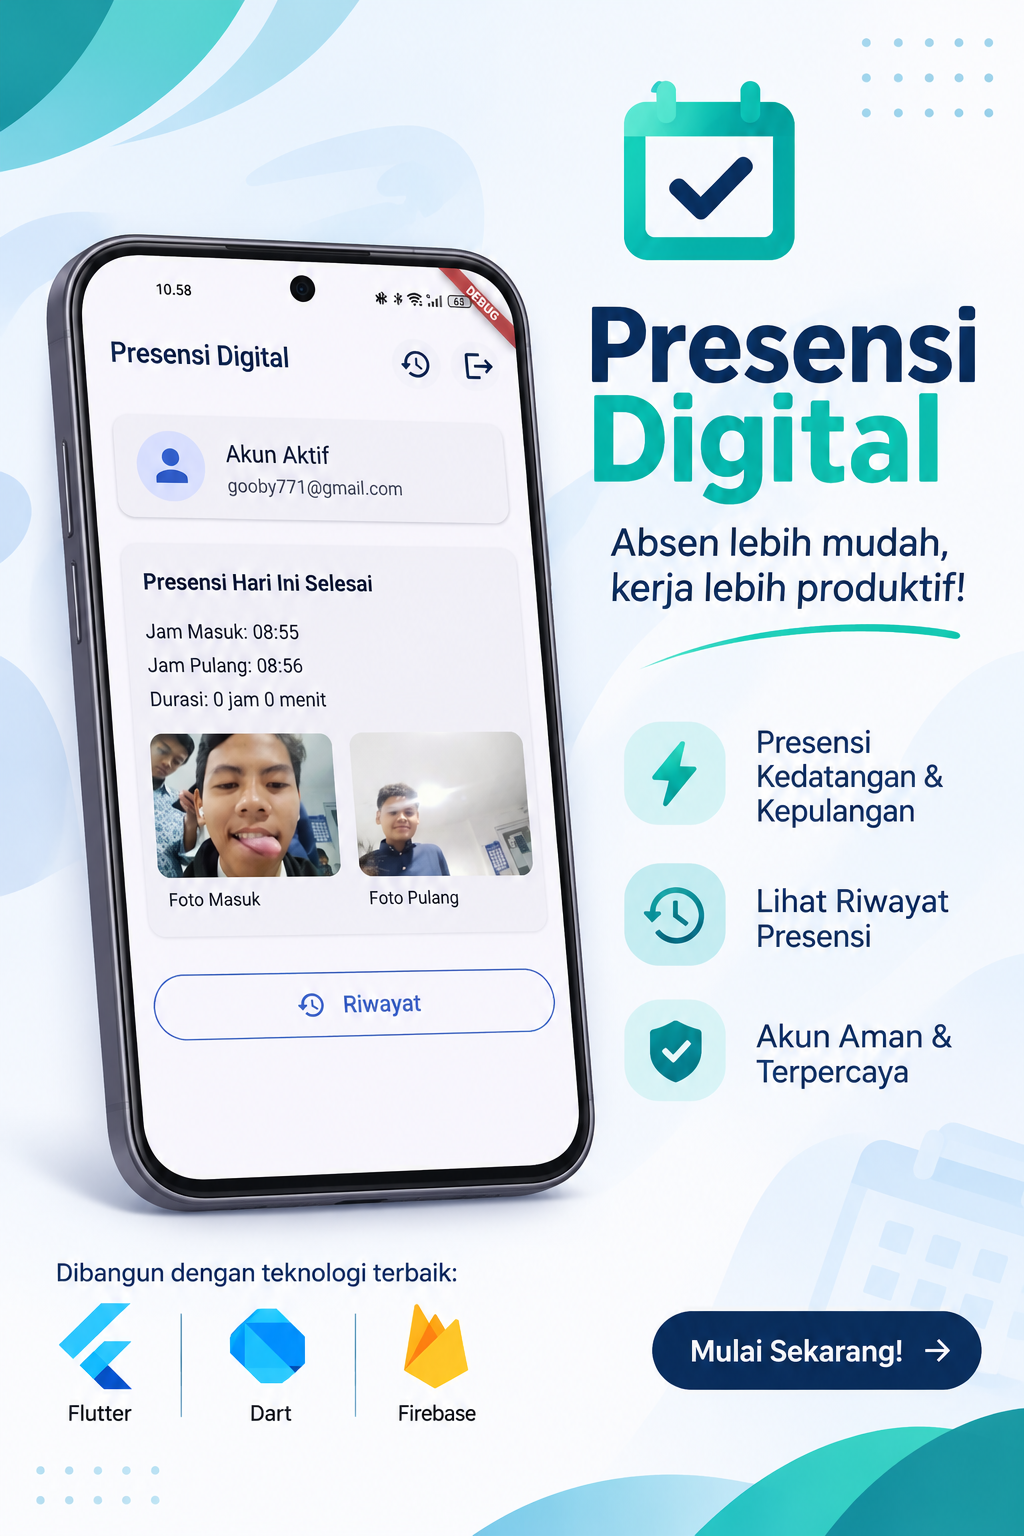 10.58
63
DEBUG
Presensi Digital
Akun Aktif
gooby771@gmail.com
Presensi Hari Ini Selesai
Jam Masuk: 08:55
Jam Pulang: 08:56
Durasi: 0 jam 0 menit
Foto Masuk
Foto Pulang
Riwayat
Presensi
Digital
Absen lebih mudah,
kerja lebih produktif!
Presensi
Kedatangan &
Kepulangan
Lihat Riwayat
Presensi
Akun Aman &
Terpercaya
Dibangun dengan teknologi terbaik:
Flutter
Dart
Firebase
Mulai Sekarang!